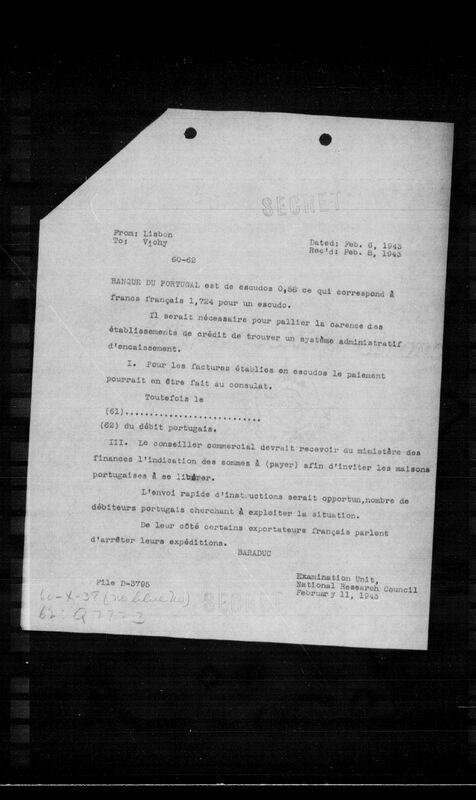 SECRET
From: Lisbon
To: Vichy
Dated: Feb. 6, 1943
Rec'd: Feb. 8, 1943
60-62
BANQUE DU PORTUGAL est de escudos 0,58 ce qui correspond à
francs français 1,724 pour un escudo.
Il serait nécessaire pour pallier la carence des
établissements de crédit de trouver un système administratif
d'encaissement.
I. Pour les factures établies en escudos le paiement
pourrait en être fait au consulat.
Toutefois le
(61)...........................
(62) du débit portugais.
III. Le conseiller commercial devrait recevoir du ministère des
finances l'indication des sommes à (payer) afin d'inviter les maisons
portugaises à se libérer.
L'envoi rapide d'instructions serait opportun,nombre de
débiteurs portugais cherchant à exploiter la situation.
De leur côté certains exportateurs français parlent
d'arrêter leurs expéditions.
BARADUC
File D-3795
Examination Unit,
National Research Council
February 11, 1943
60-X-37 (no blue no)
62 - Q
SECRET